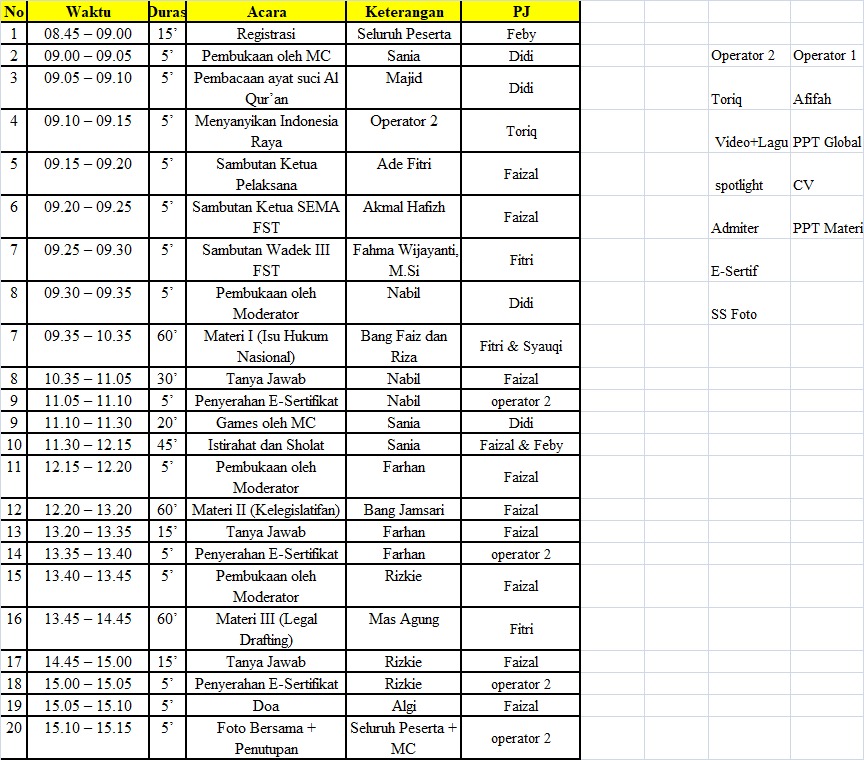 No Waktu Duras Acara Keterangan PJ
1 08.45 – 09.00 15’ Registrasi Seluruh Peserta Feby
2 09.00 – 09.05 5’ Pembukaan oleh MC Sania Didi Operator 2 Operator 1
3 09.05 – 09.10 5’ Pembacaan ayat suci Al Majid
Qur’an Didi Toriq Afifah
4 09.10 – 09.15 5’ Menyanyikan Indonesia Operator 2
Raya Toriq Video+Lagu PPT Global
5 09.15 – 09.20 5’ Sambutan Ketua Ade Fitri
Pelaksana Faizal spotlight CV
6 09.20 – 09.25 5’ Sambutan Ketua SEMA Akmal Hafizh
FST Faizal Admiter PPT Materi
7 09.25 – 09.30 5’ Sambutan Wadek III Fahma Wijayanti,
FST M.Si Fitri E-Sertif
8 09.30 – 09.35 5’ Pembukaan oleh Nabil
Moderator Didi SS Foto
7 09.35 – 10.35 60’ Materi I (Isu Hukum Bang Faiz dan
Nasional) Riza Fitri & Syauqi
8 10.35 – 11.05 30’ Tanya Jawab Nabil Faizal
9 11.05 – 11.10 5’ Penyerahan E-Sertifikat Nabil operator 2
9 11.10 – 11.30 20’ Games oleh MC Sania Didi
10 11.30 – 12.15 45’ Istirahat dan Sholat Sania Faizal & Feby
11 12.15 – 12.20 5’ Pembukaan oleh Farhan
Moderator Faizal
12 12.20 – 13.20 60’ Materi II (Kelegislatifan) Bang Jamsari Faizal
13 13.20 – 13.35 15’ Tanya Jawab Farhan Faizal
14 13.35 – 13.40 5’ Penyerahan E-Sertifikat Farhan operator 2
15 13.40 – 13.45 5’ Pembukaan oleh Rizkie
Moderator Faizal
16 13.45 – 14.45 60’ Materi III (Legal Mas Agung
Drafting) Fitri
17 14.45 – 15.00 15’ Tanya Jawab Rizkie Faizal
18 15.00 – 15.05 5’ Penyerahan E-Sertifikat Rizkie operator 2
19 15.05 – 15.10 5’ Doa Algi Faizal
20 15.10 – 15.15 5’ Foto Bersama + Seluruh Peserta +
Penutupan MC operator 2